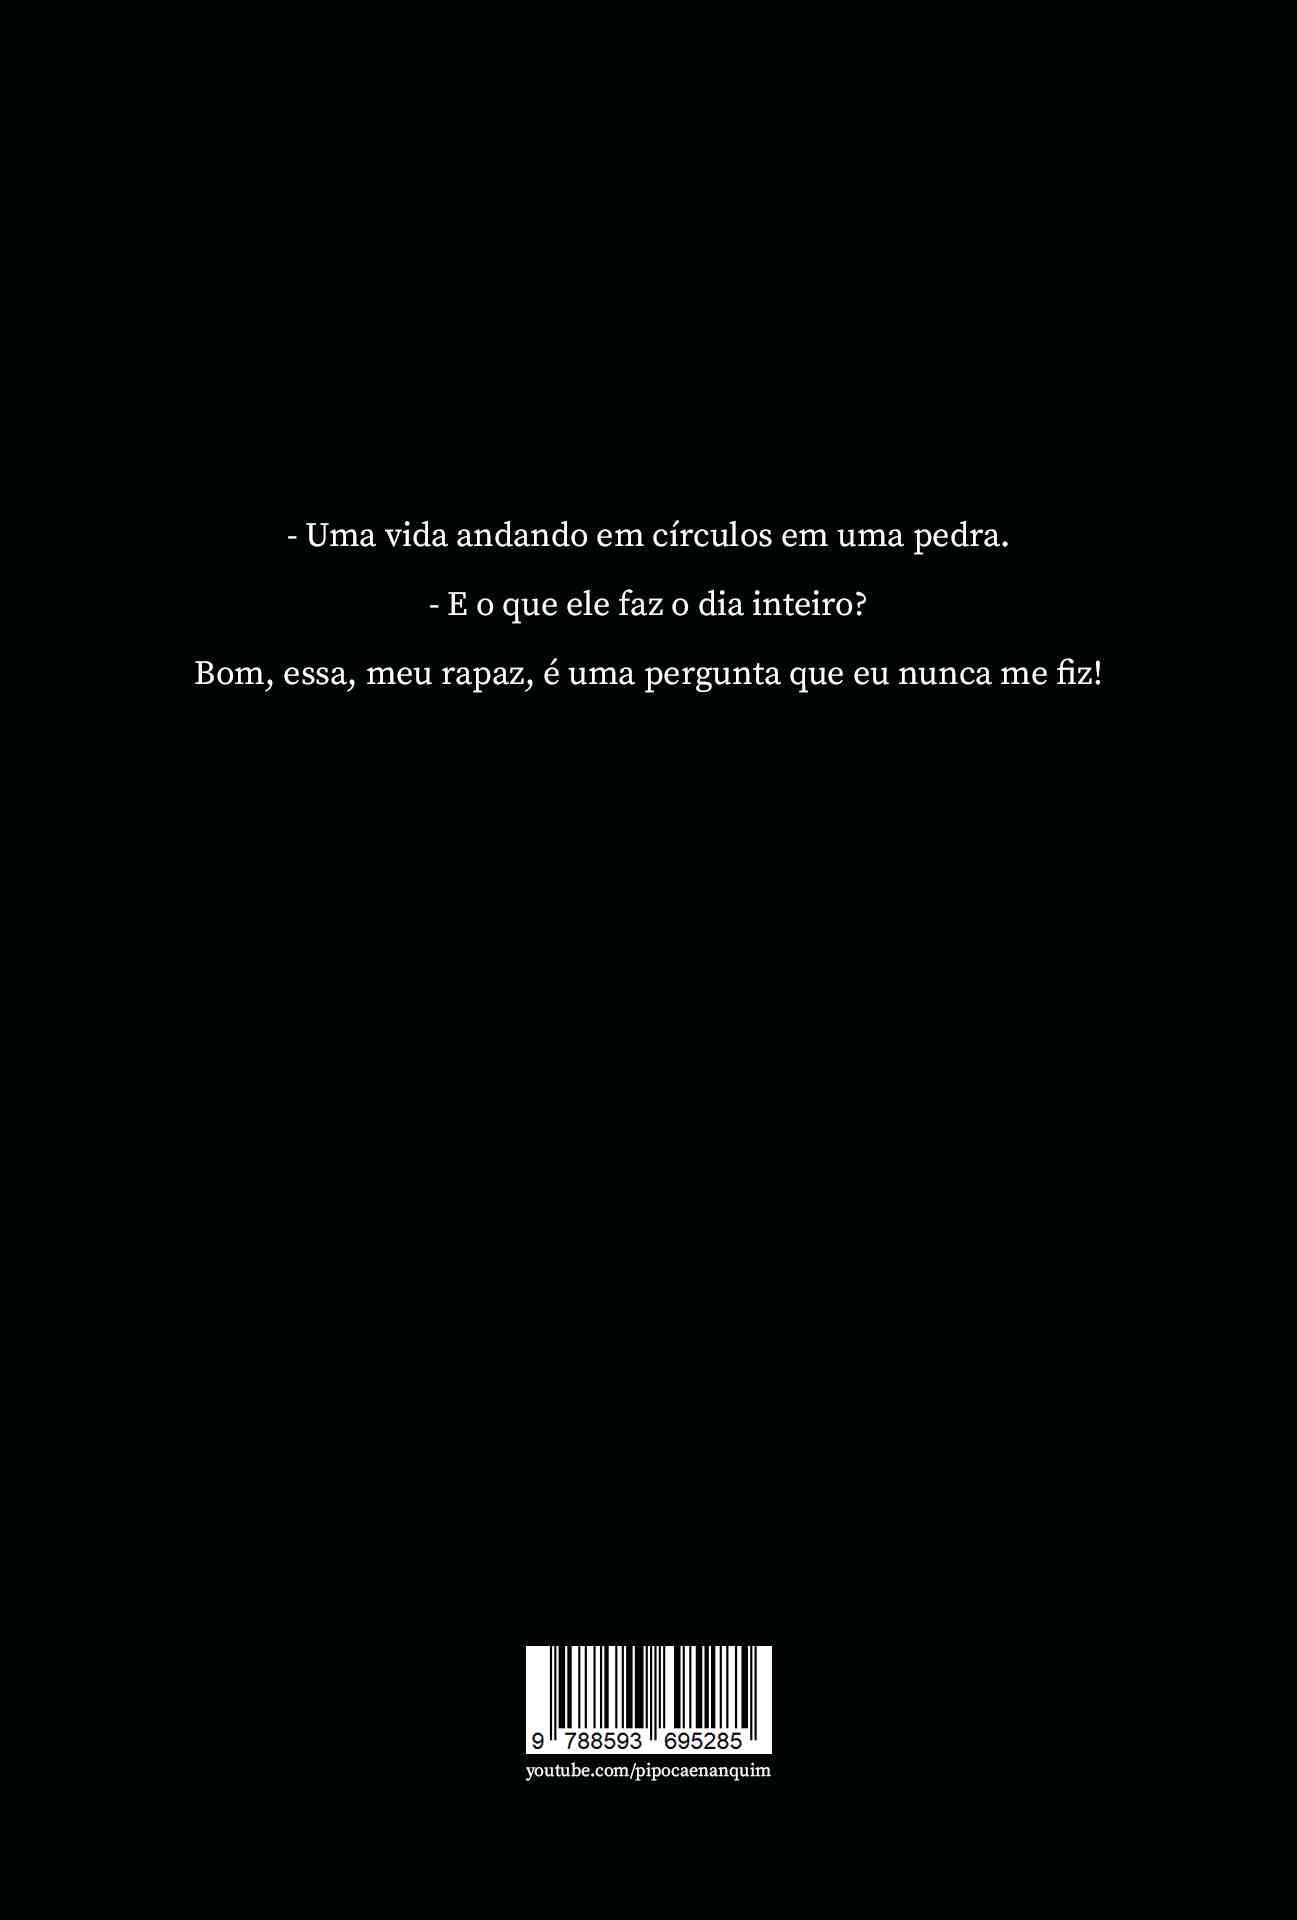 - Uma vida andando em círculos em uma pedra.
- E o que ele faz o dia inteiro?
Bom, essa, meu rapaz, é uma pergunta que eu nunca me fiz!
9 788593 695285
youtube.com/pipocaenanquim